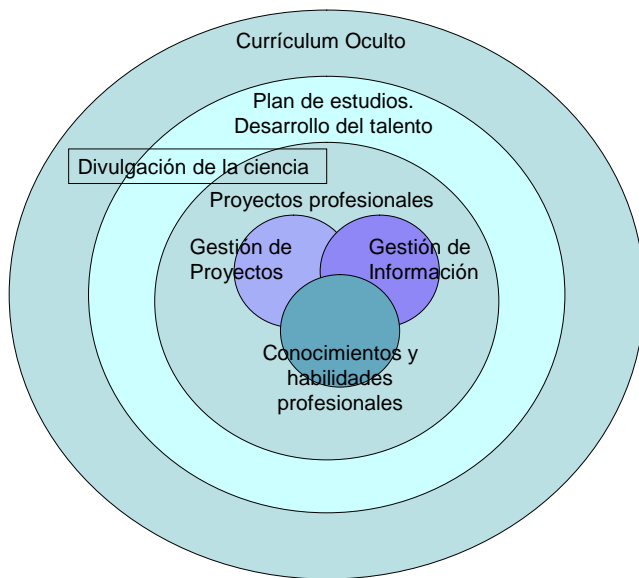 Currículum Oculto
Plan de estudios.
Desarrollo del talento
Divulgación de la ciencia
Proyectos profesionales
Gestión de
Proyectos
Gestión de
Información
Conocimientos y
habilidades
profesionales